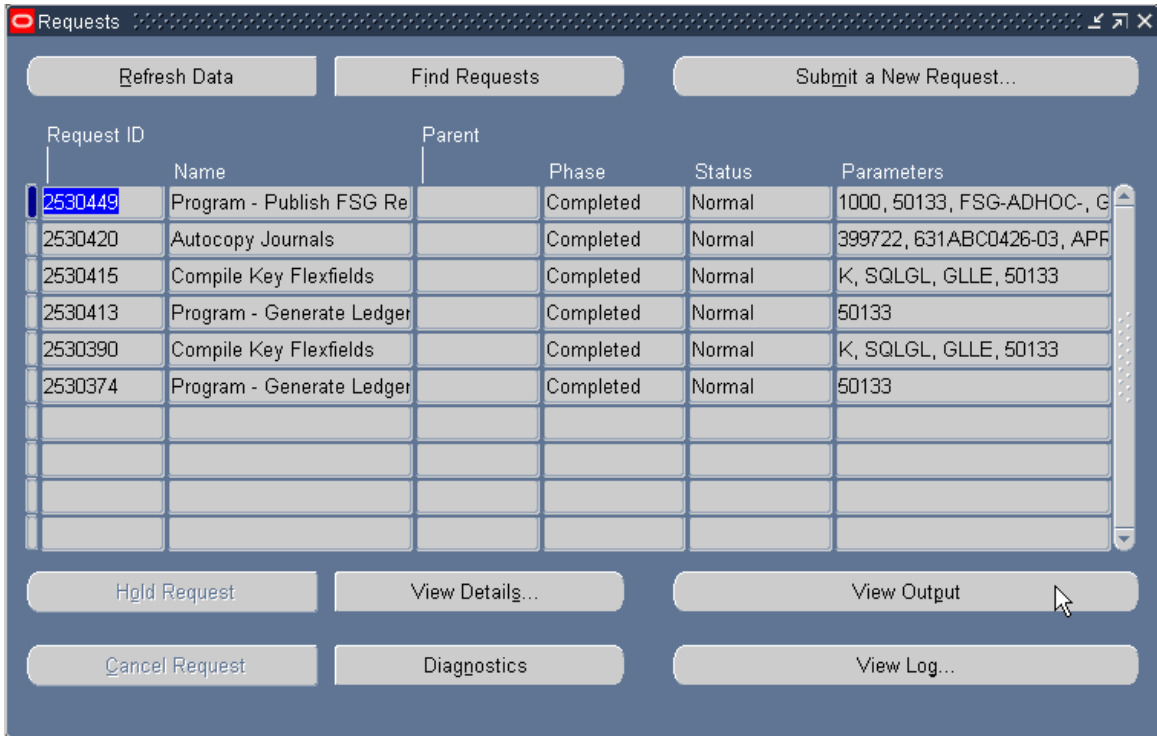 Requests
Refresh Data Find Requests Submit a New Request...
Request ID Parent
Name Phase Status Parameters
2530449 Program - Publish FSG Re Completed Normal 1000, 50133, FSG-ADHOC-, G
2530420 Autocopy Journals Completed Normal 399722, 631ABC0426-03, APR
2530415 Compile Key Flexfields Completed Normal K, SQLGL, GLLE, 50133
2530413 Program - Generate Ledger Completed Normal 50133
2530390 Compile Key Flexfields Completed Normal K, SQLGL, GLLE, 50133
2530374 Program - Generate Ledger Completed Normal 50133
Hold Request View Details... View Output
Cancel Request Diagnostics View Log...